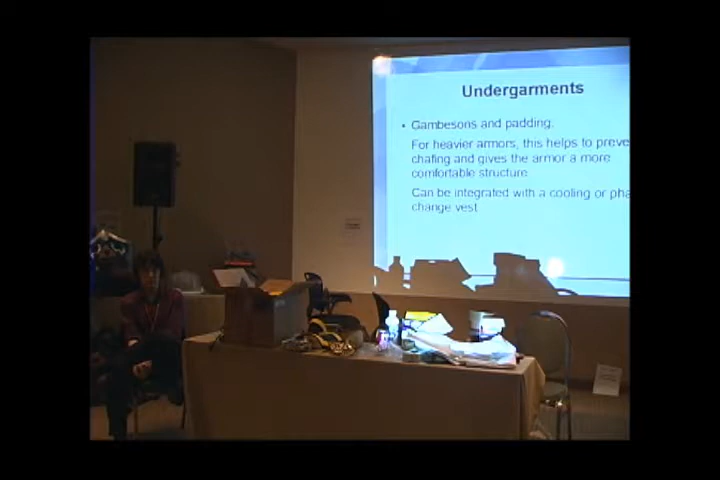 Undergarments
• Gambesons and padding.
For heavier armors, this helps to preve
chafing and gives the armor a more
comfortable structure
Can be integrated with a cooling or pha
change vest